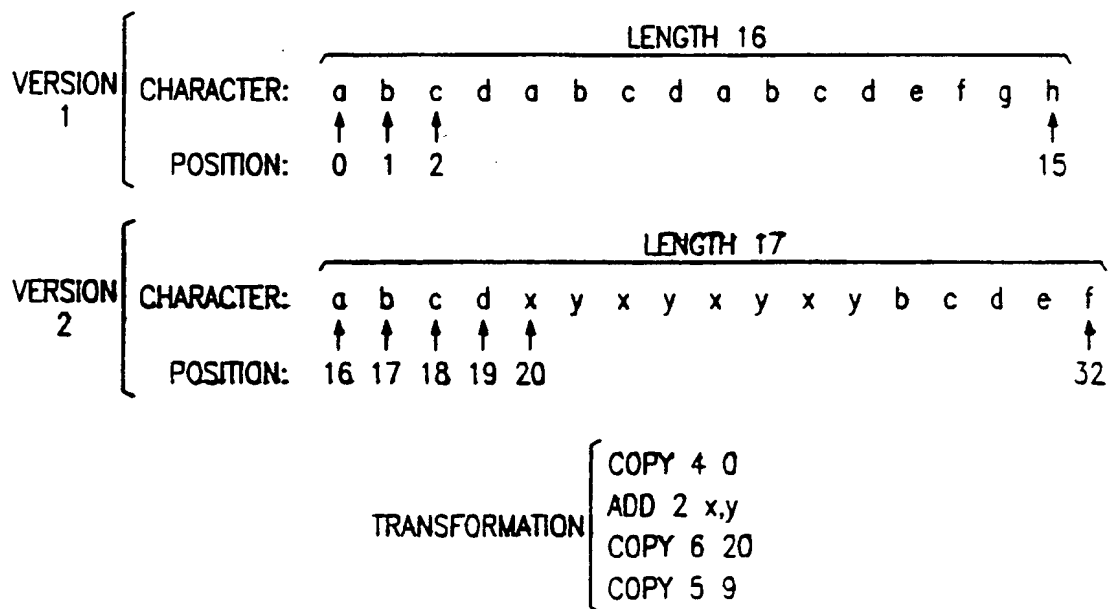 LENGTH 16
VERSION 1
CHARACTER: a b c d a b c d a b c d e f g h
POSITION: 0 1 2 15
LENGTH 17
VERSION 2
CHARACTER: a b c d x y x y x y x y b c d e f
POSITION: 16 17 18 19 20 32
TRANSFORMATION
COPY 4 0
ADD 2 x,y
COPY 6 20
COPY 5 9